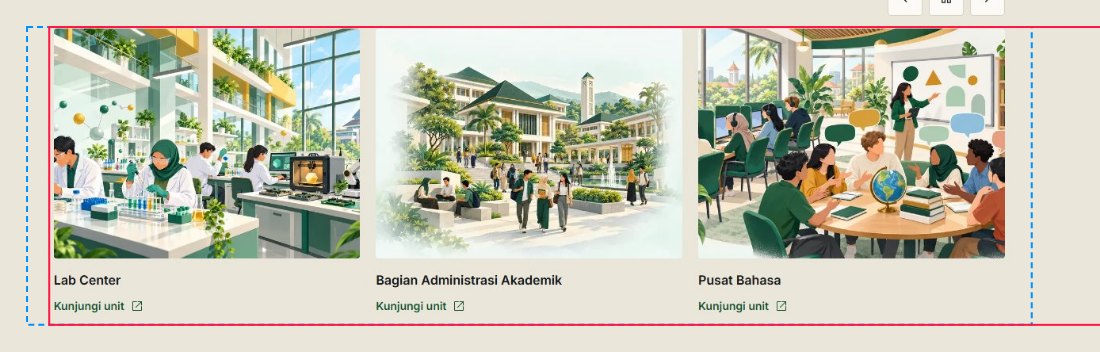 Lab Center
Kunjungi unit
Bagian Administrasi Akademik
Kunjungi unit
Pusat Bahasa
Kunjungi unit